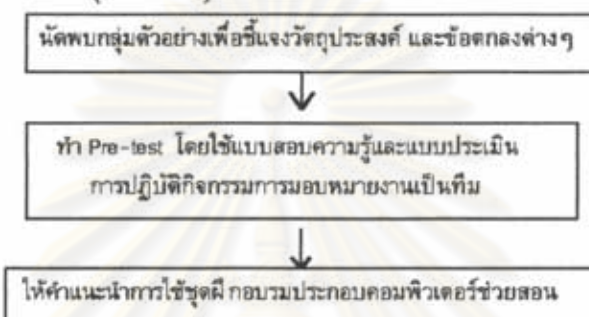 นัดพบกลุ่มตัวอย่างเพื่อชี้แจงวัตถุประสงค์ และข้อตกลงต่างๆ
ทำ Pre-test โดยใช้แบบสอบความรู้และแบบประเมิน
การปฏิบัติกิจกรรมการมอบหมายงานเป็นทีม
ให้คำแนะนำการใช้ชุดฝึกอบรมประกอบคอมพิวเตอร์ช่วยสอน